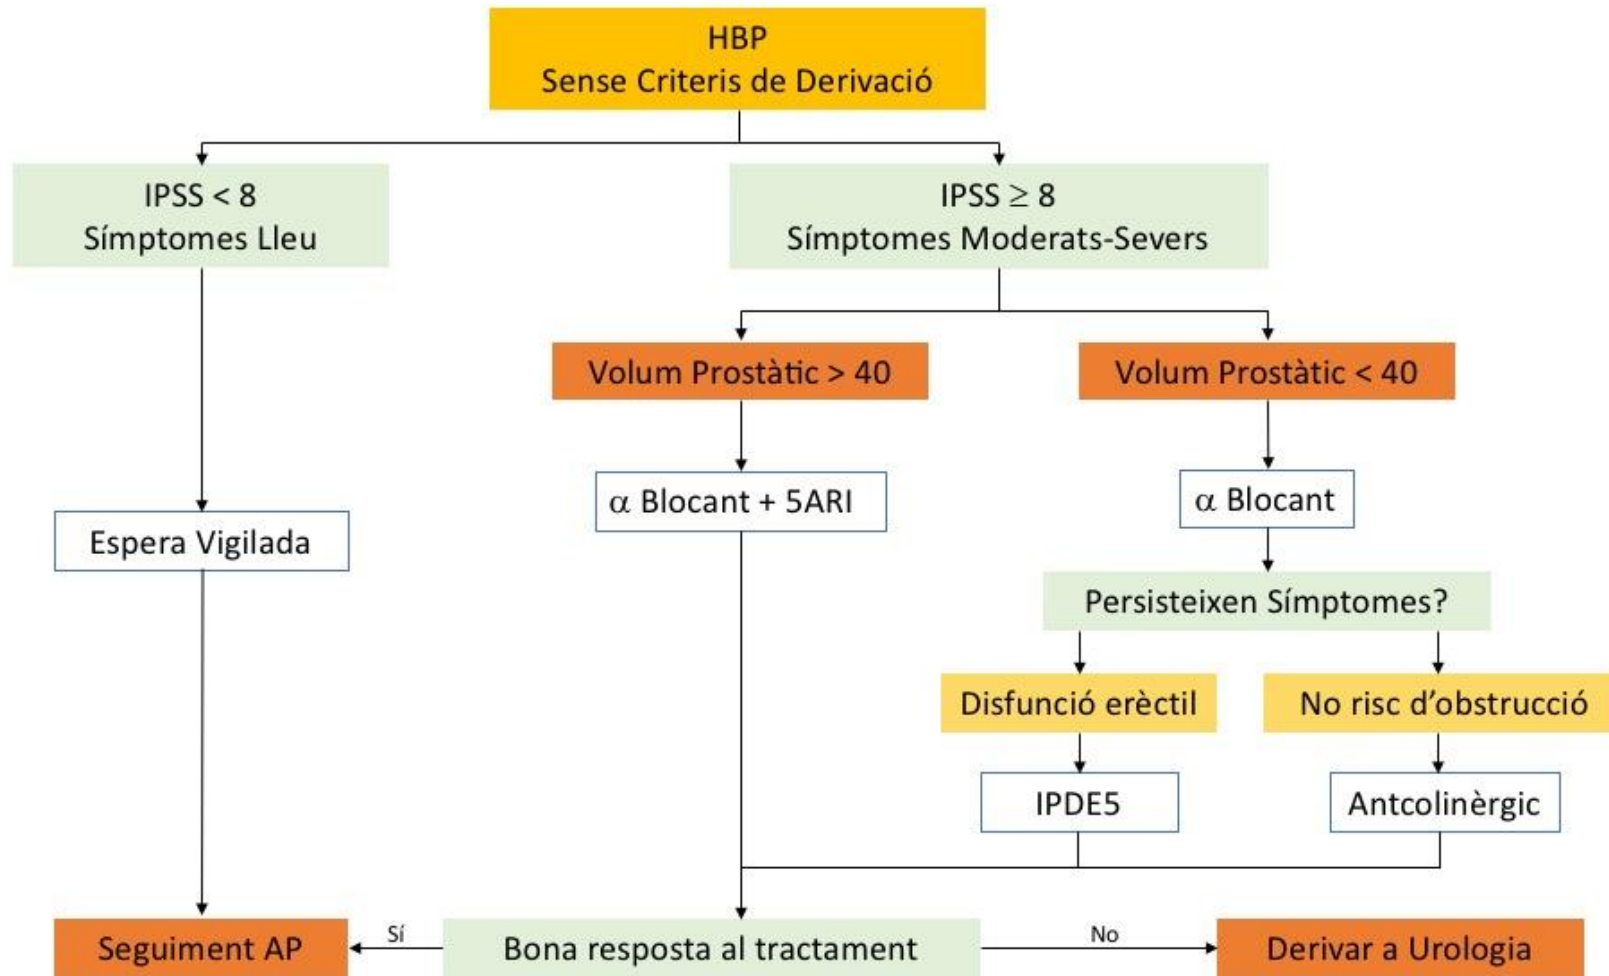 HBP
Sense Criteris de Derivació
IPSS < 8
Símptomes Lleu
IPSS ≥ 8
Símptomes Moderats-Severs
Volum Prostàtic > 40
Volum Prostàtic < 40
α Blocant + 5ARI
α Blocant
Espera Vigilada
Persisteixen Símptomes?
Disfunció erèctil
No risc d'obstrucció
IPDE5
Antcolinèrgic
Seguiment AP
Sí
Bona resposta al tractament
No
Derivar a Urologia